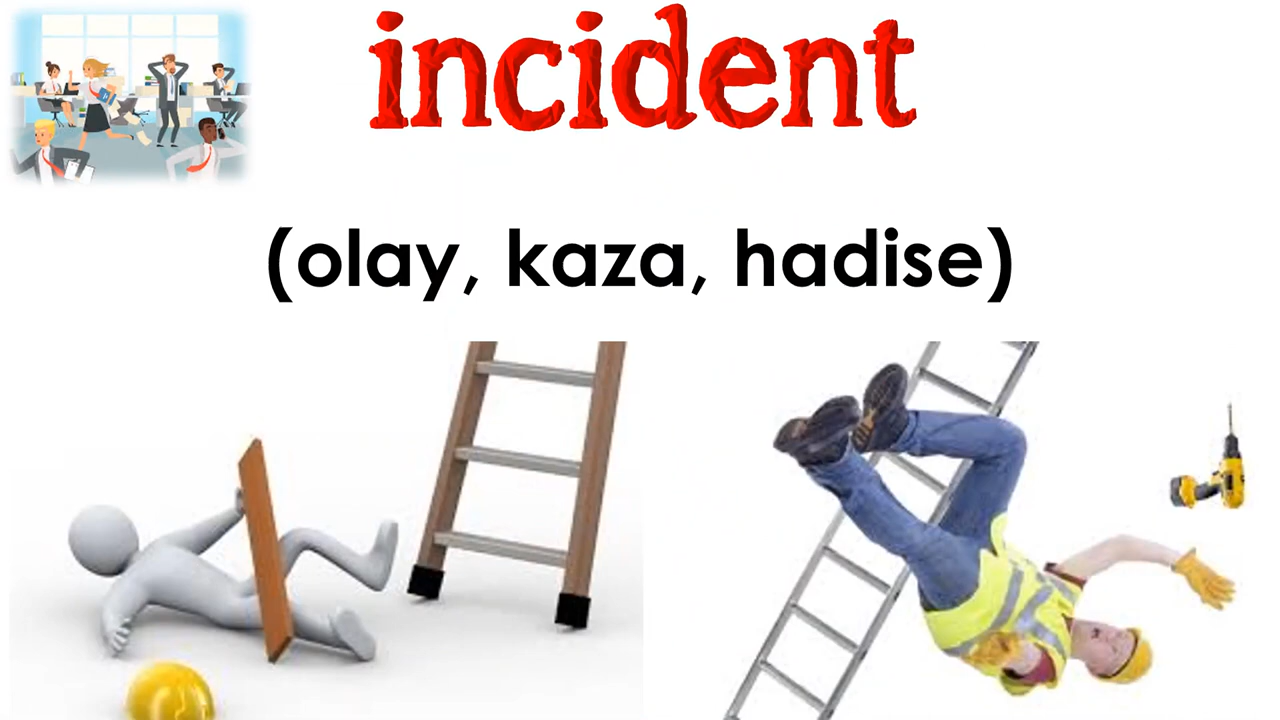 incident
(olay, kaza, hadise)